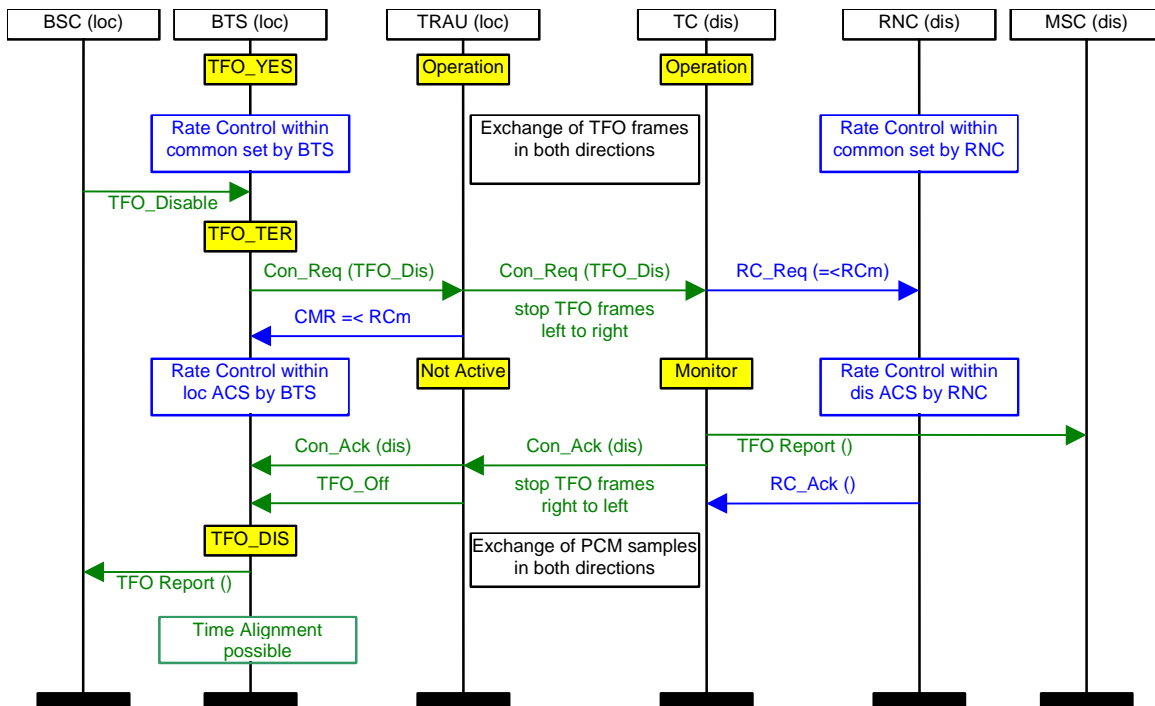 BSC (loc)
BTS (loc)
TRAU (loc)
TC (dis)
RNC (dis)
MSC (dis)
TFO_YES
Operation
Operation
Rate Control within
common set by BTS
Exchange of TFO frames
in both directions
Rate Control within
common set by RNC
TFO_Disable
TFO_TER
Con_Req (TFO_Dis)
Con_Req (TFO_Dis)
RC_Req (=<RCm)
CMR =< RCm
stop TFO frames
left to right
Rate Control within
loc ACS by BTS
Not Active
Monitor
Rate Control within
dis ACS by RNC
Con_Ack (dis)
Con_Ack (dis)
TFO Report ()
TFO_Off
stop TFO frames
right to left
RC_Ack ()
TFO_DIS
Exchange of PCM samples
in both directions
TFO Report ()
Time Alignment
possible